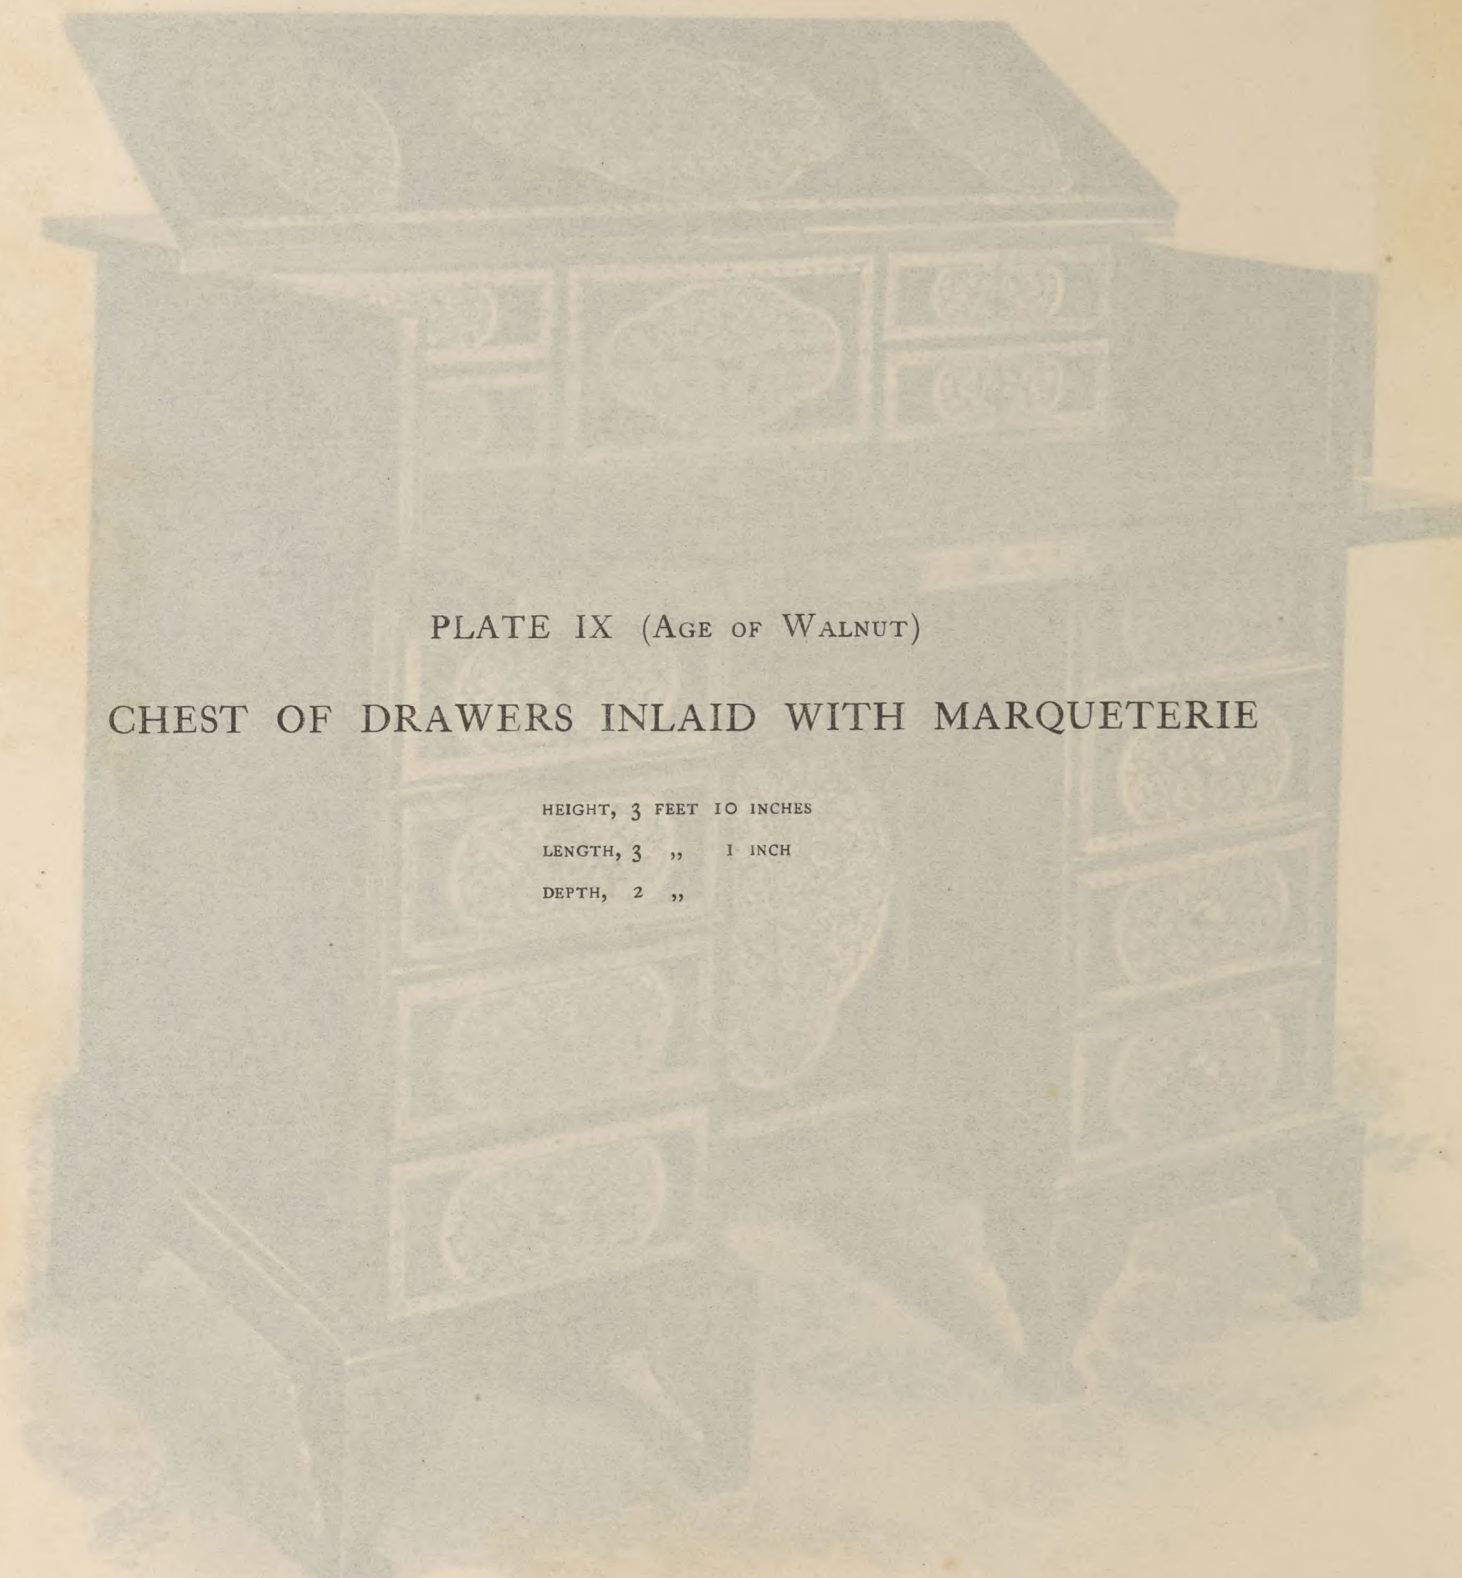 PLATE IX (AGE OF WALNUT)
CHEST OF DRAWERS INLAID WITH MARQUETERIE
HEIGHT, 3 FEET 10 INCHES
LENGTH, 3 „ 1 INCH
DEPTH, 2 „